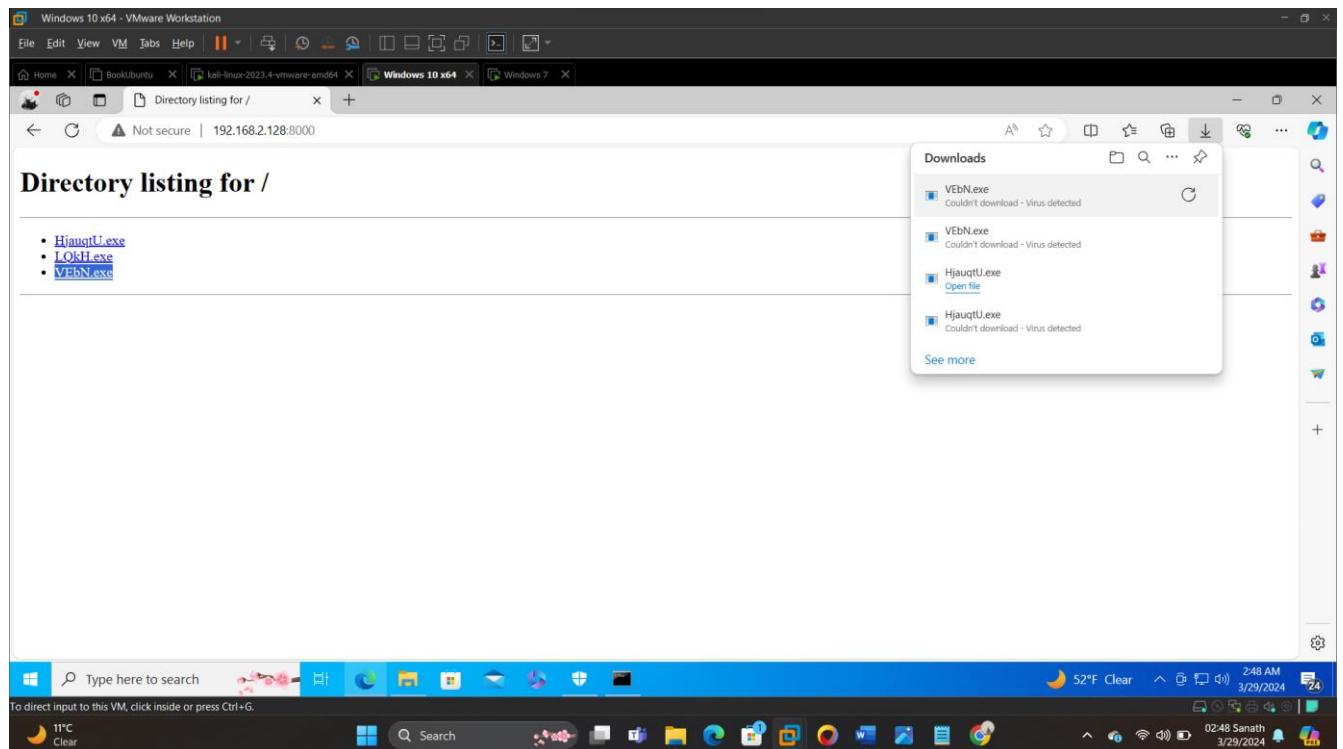 Windows 10 x64 - VMware Workstation
File Edit View VM Tabs Help
Home BookUbuntu kali-linux-2023.4-vmware-amd64 Windows 10 x64 Windows 7
Directory listing for /
Not secure 192.168.2.128:8000
Downloads
VEbN.exe
Couldn't download - Virus detected
VEbN.exe
Couldn't download - Virus detected
HjauqtU.exe
Open file
HjauqtU.exe
Couldn't download - Virus detected
See more
Directory listing for /
HjauqtU.exe
LQkH.exe
VEbN.exe
Type here to search
52°F Clear
2:48 AM
3/29/2024
24
To direct input to this VM, click inside or press Ctrl+G.
11°C
Clear
Search
1
02:48 Sanath
3/29/2024